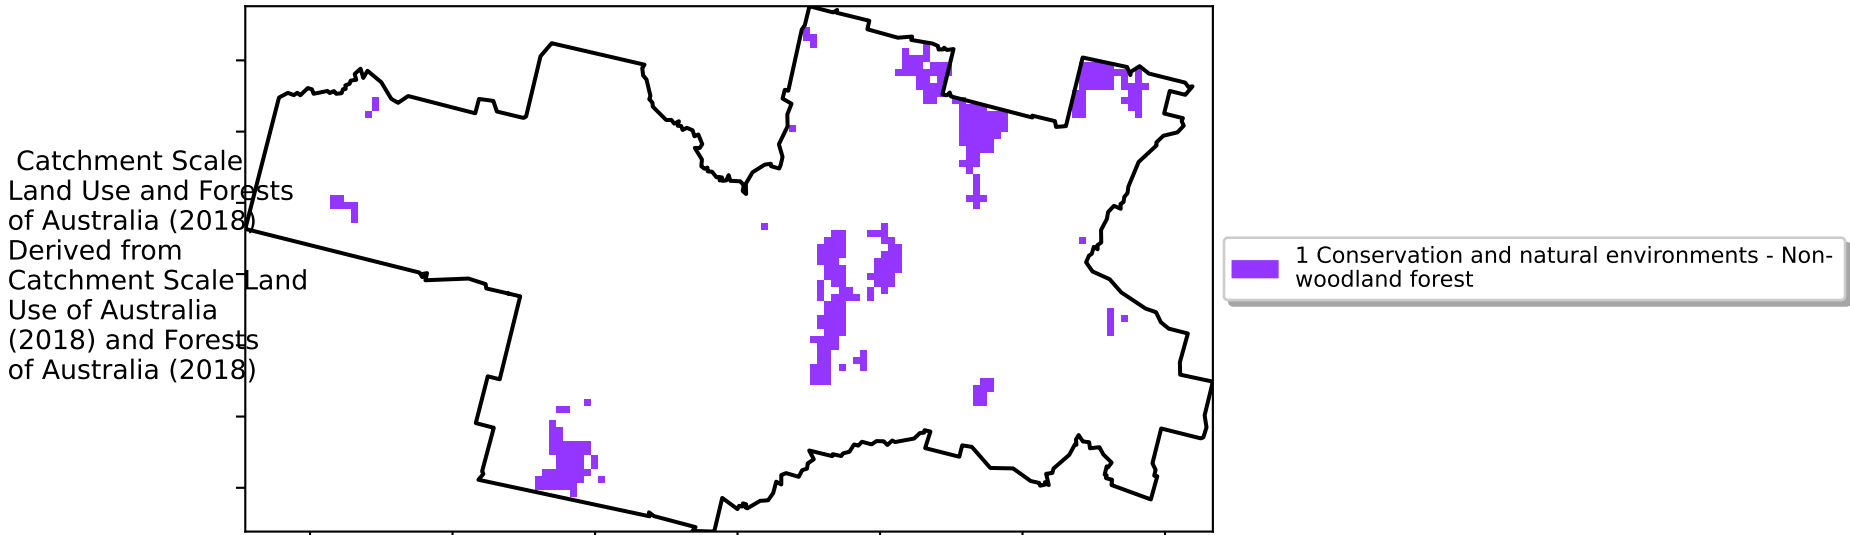 Catchment Scale
Land Use and Forests
of Australia (2018)
Derived from
Catchment Scale Land
Use of Australia
(2018) and Forests
of Australia (2018)
1 Conservation and natural environments - Non-
woodland forest